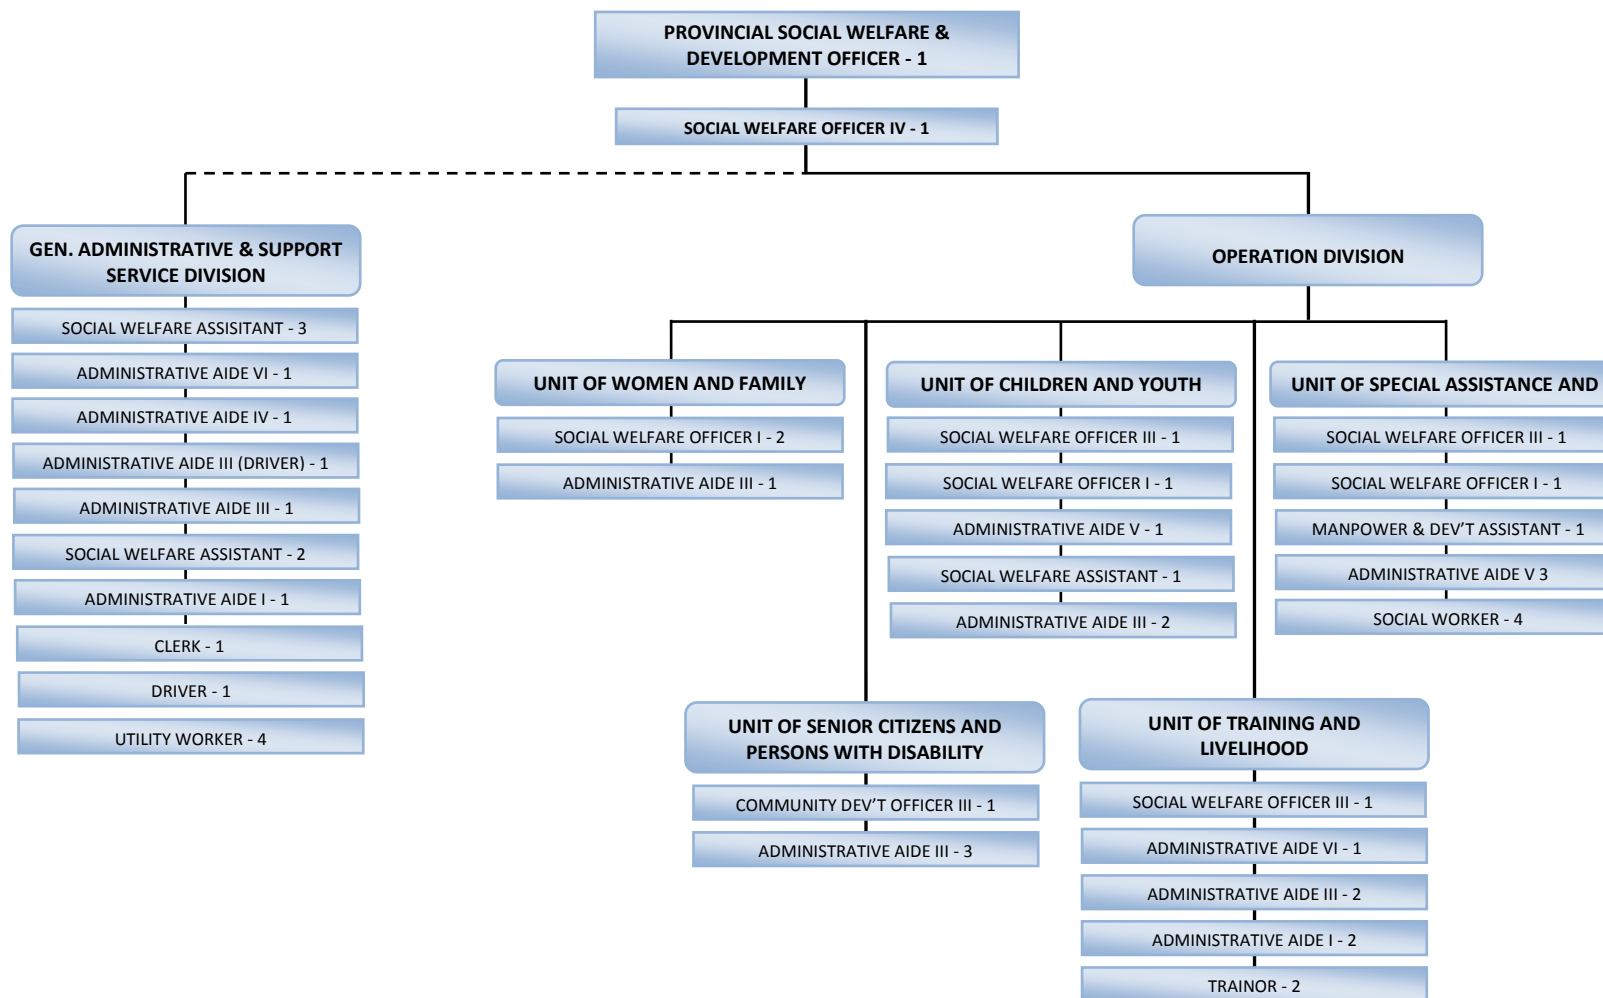 PROVINCIAL SOCIAL WELFARE &
DEVELOPMENT OFFICER - 1
SOCIAL WELFARE OFFICER IV - 1
GEN. ADMINISTRATIVE & SUPPORT
SERVICE DIVISION
SOCIAL WELFARE ASSISITANT - 3
ADMINISTRATIVE AIDE VI - 1
ADMINISTRATIVE AIDE IV - 1
ADMINISTRATIVE AIDE III (DRIVER) - 1
ADMINISTRATIVE AIDE III - 1
SOCIAL WELFARE ASSISTANT - 2
ADMINISTRATIVE AIDE I - 1
CLERK - 1
DRIVER - 1
UTILITY WORKER - 4
OPERATION DIVISION
UNIT OF WOMEN AND FAMILY
SOCIAL WELFARE OFFICER I - 2
ADMINISTRATIVE AIDE III - 1
UNIT OF CHILDREN AND YOUTH
SOCIAL WELFARE OFFICER III - 1
SOCIAL WELFARE OFFICER I - 1
ADMINISTRATIVE AIDE V - 1
SOCIAL WELFARE ASSISTANT - 1
ADMINISTRATIVE AIDE III - 2
UNIT OF SPECIAL ASSISTANCE AND
SOCIAL WELFARE OFFICER III - 1
SOCIAL WELFARE OFFICER I - 1
MANPOWER & DEV’T ASSISTANT - 1
ADMINISTRATIVE AIDE V 3
SOCIAL WORKER - 4
UNIT OF SENIOR CITIZENS AND
PERSONS WITH DISABILITY
COMMUNITY DEV’T OFFICER III - 1
ADMINISTRATIVE AIDE III - 3
UNIT OF TRAINING AND
LIVELIHOOD
SOCIAL WELFARE OFFICER III - 1
ADMINISTRATIVE AIDE VI - 1
ADMINISTRATIVE AIDE III - 2
ADMINISTRATIVE AIDE I - 2
TRAINOR - 2